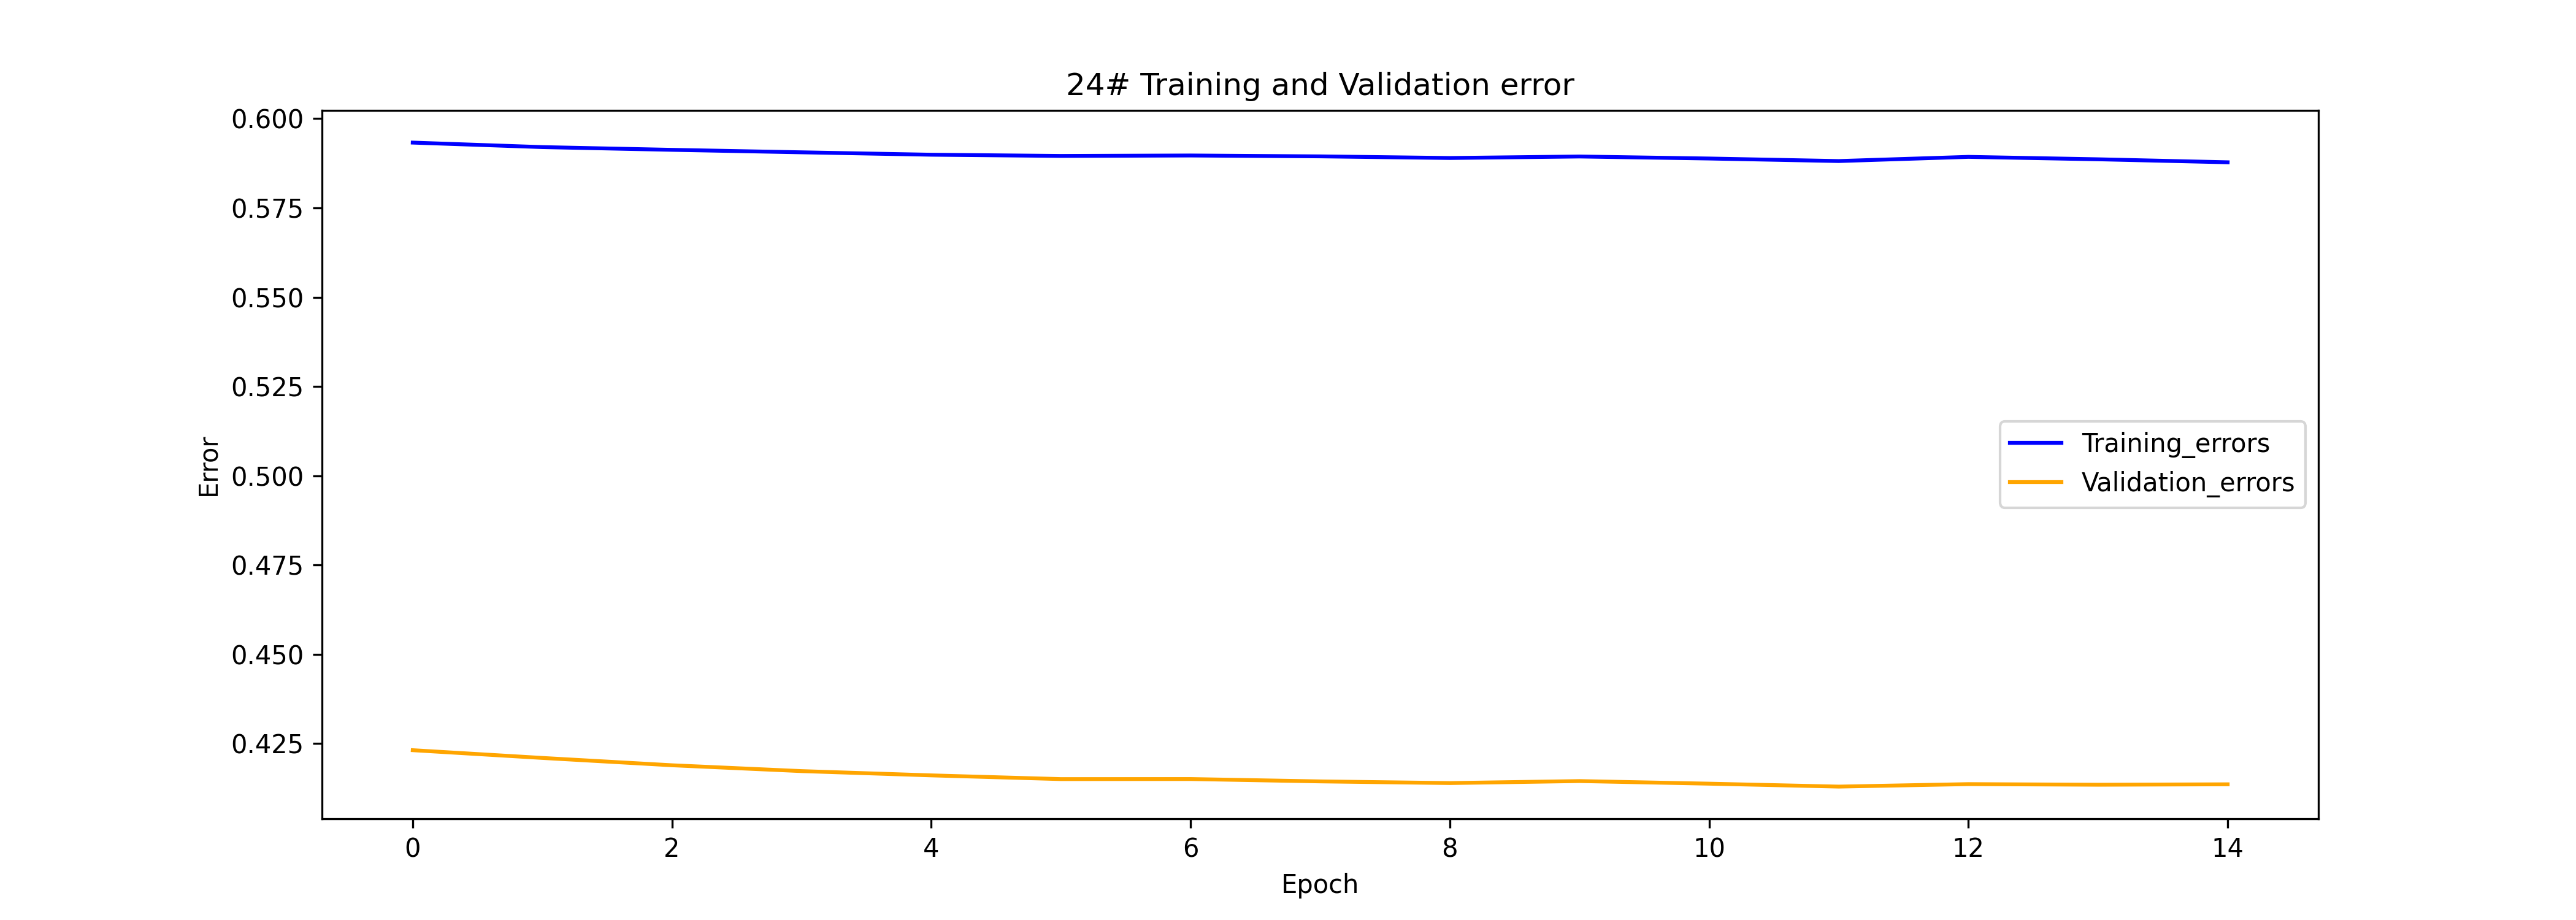 24# Training and Validation error
0.600
0.575
0.550
0.525
0.500
0.475
0.450
0.425
Error
Training_errors
Validation_errors
0 2 4 6 8 10 12 14
Epoch